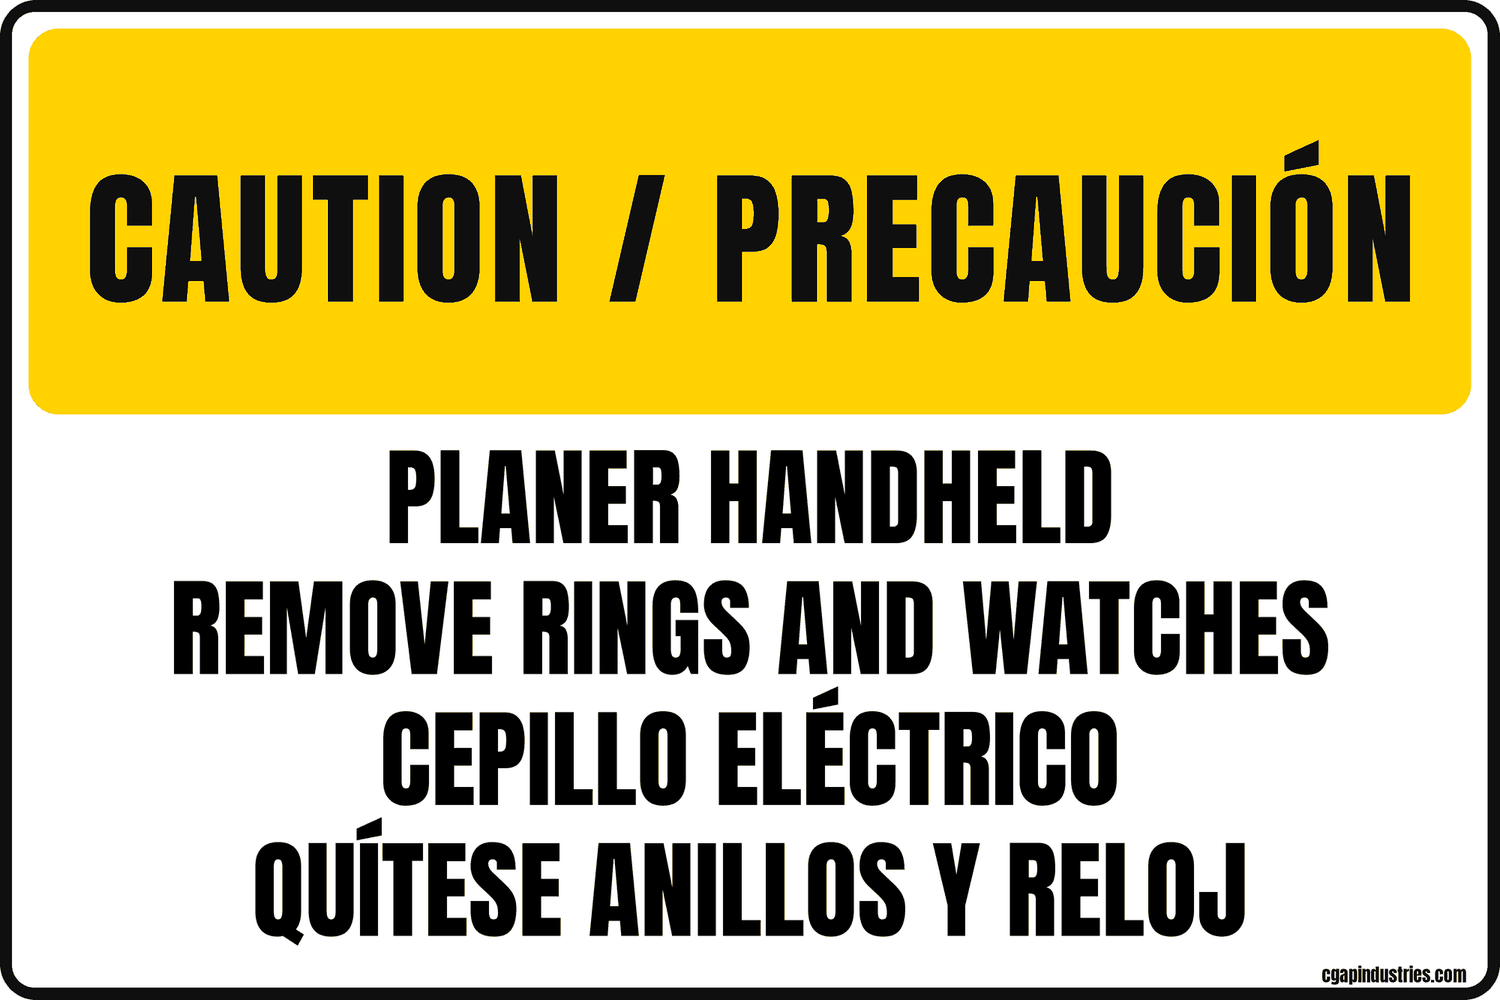 CAUTION / PRECAUCIÓN
PLANER HANDHELD
REMOVE RINGS AND WATCHES
CEPILLO ELÉCTRICO
QUÍTESE ANILLOS Y RELOJ
cgapindustries.com